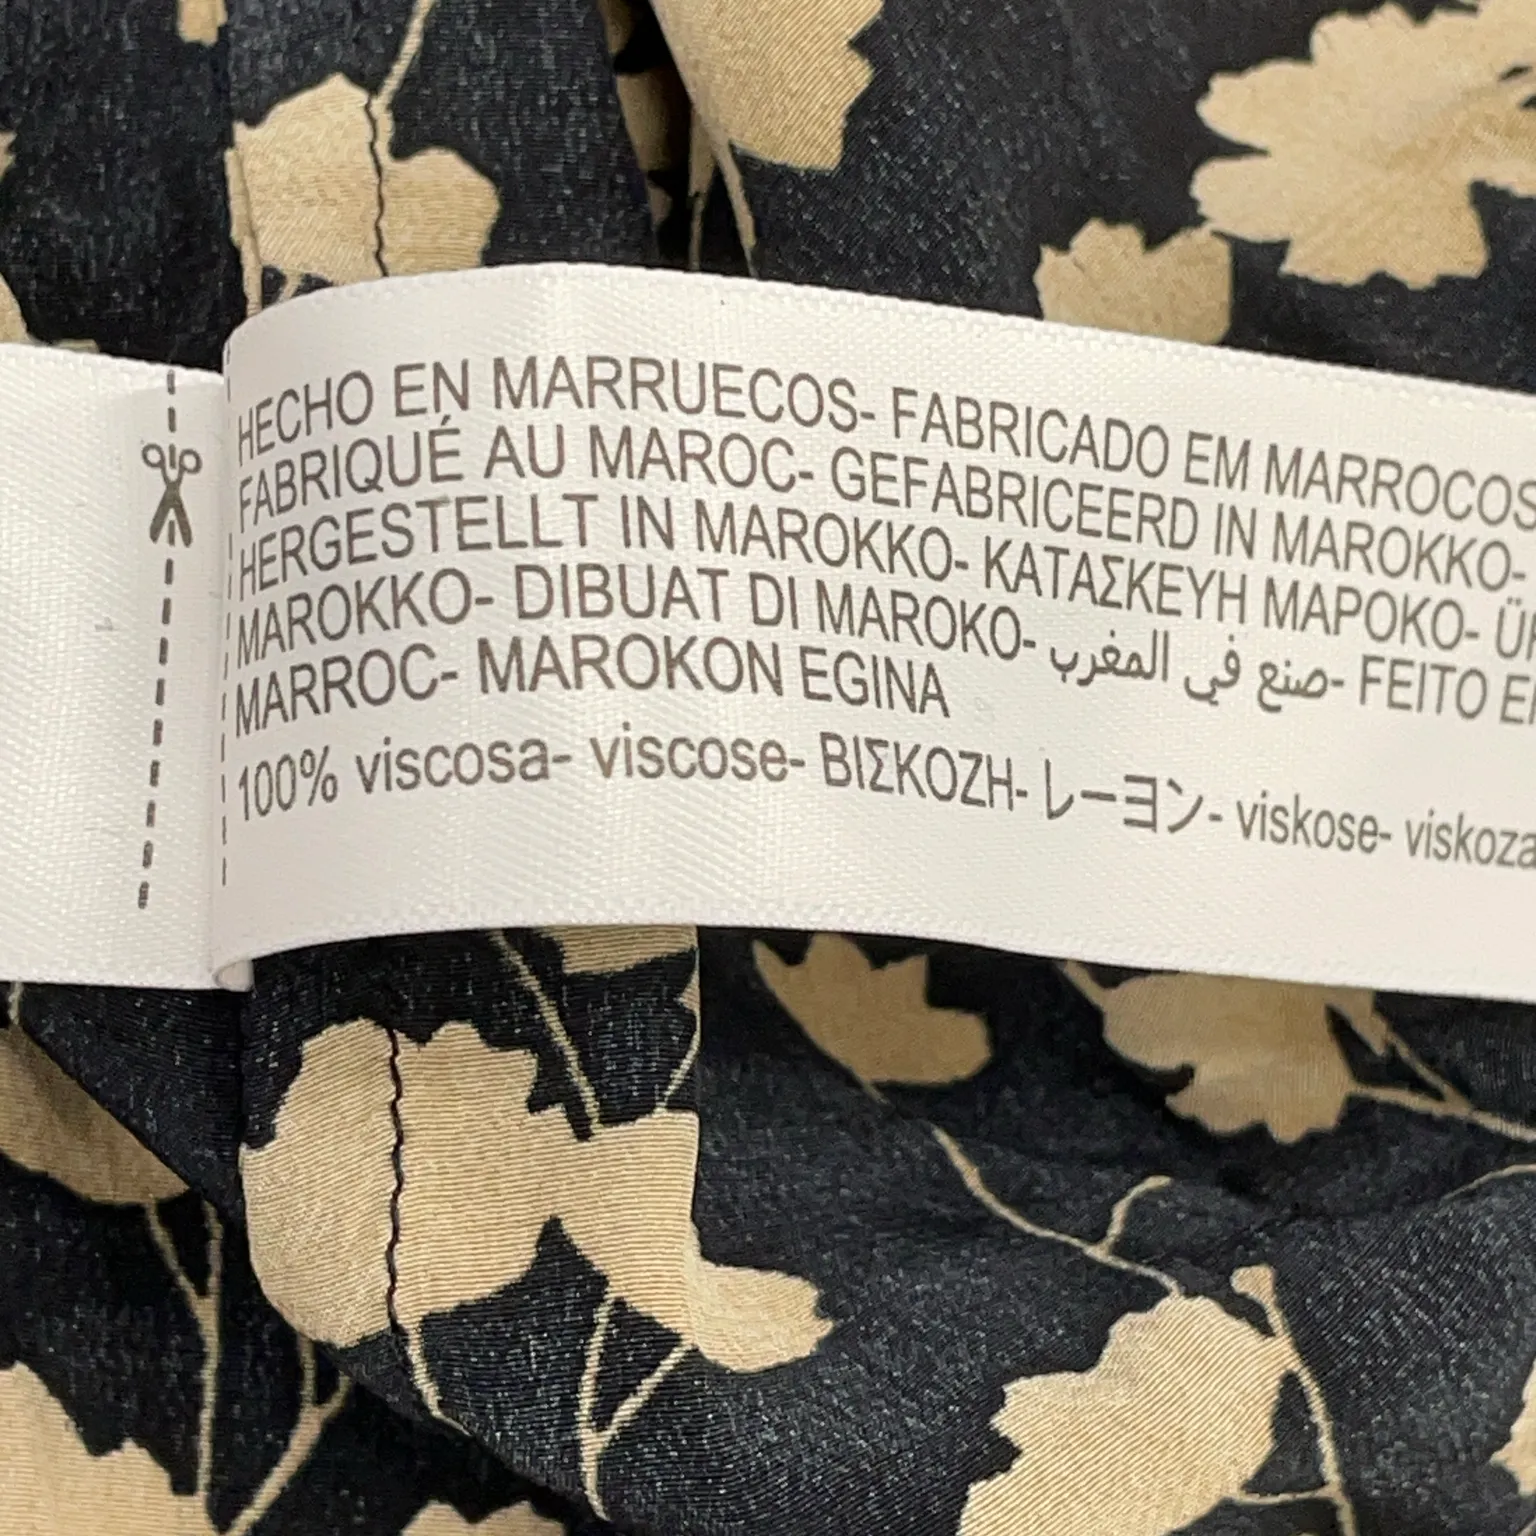 HECHO EN MARRUECOS- FABRICADO EM MARROCOS
FABRIQUÉ AU MAROC- GEFABRICEERD IN MAROKKO-
HERGESTELLT IN MAROKKO- ΚΑΤΑΣΚΕΥΗ ΜΑΡΟΚΟ-
MAROKKO- DIBUAT DI MAROKO- صنع في المغرب- FEITO
MARROC- MAROKON EGINA
100% viscosa- viscose- ΒΙΣΚΟΖΗ- レーヨン- viskose- viskoza